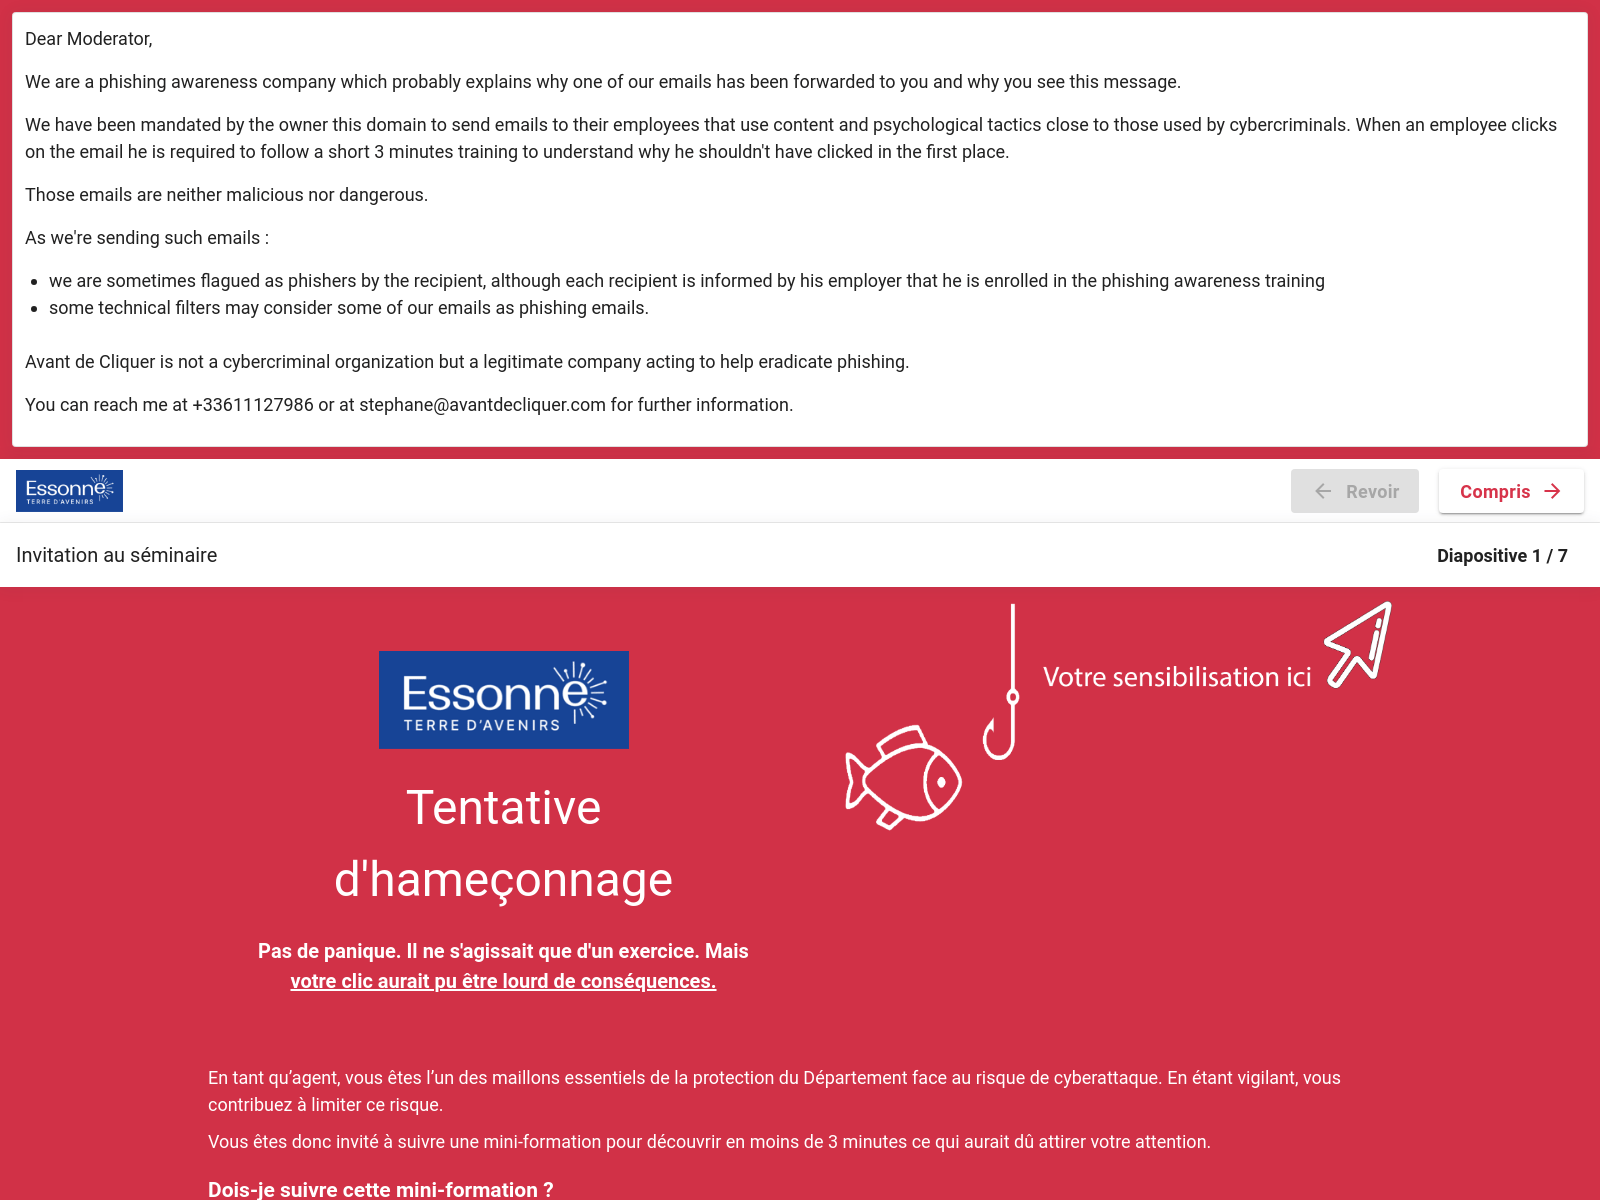 Dear Moderator,
We are a phishing awareness company which probably explains why one of our emails has been forwarded to you and why you see this message.
We have been mandated by the owner this domain to send emails to their employees that use content and psychological tactics close to those used by cybercriminals. When an employee clicks
on the email he is required to follow a short 3 minutes training to understand why he shouldn't have clicked in the first place.
Those emails are neither malicious nor dangerous.
As we're sending such emails :
• we are sometimes flagued as phishers by the recipient, although each recipient is informed by his employer that he is enrolled in the phishing awareness training
• some technical filters may consider some of our emails as phishing emails.
Avant de Cliquer is not a cybercriminal organization but a legitimate company acting to help eradicate phishing.
You can reach me at +33611127986 or at stephane@avantdecliquer.com for further information.
Essonne
TERRE D'AVENIRS
Revoir
Compris
Invitation au séminaire
Diapositive 1 / 7
Essonne
TERRE D'AVENIRS
Votre sensibilisation ici
Tentative
d'hameçonnage
Pas de panique. Il ne s'agissait que d'un exercice. Mais
votre clic aurait pu être lourd de conséquences.
En tant qu’agent, vous êtes l’un des maillons essentiels de la protection du Département face au risque de cyberattaque. En étant vigilant, vous
contribuez à limiter ce risque.
Vous êtes donc invité à suivre une mini-formation pour découvrir en moins de 3 minutes ce qui aurait dû attirer votre attention.
Dois-je suivre cette mini-formation ?